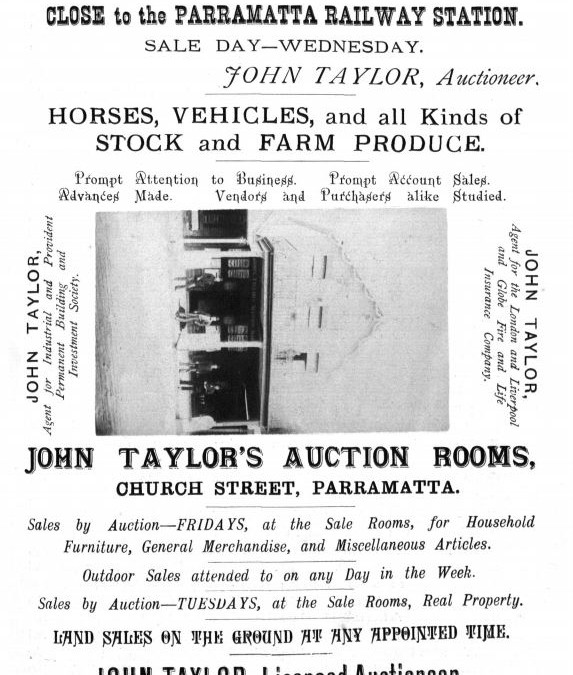 CLOSE to the PARRAMATTA RAILWAY STATION.
SALE DAY—WEDNESDAY.
JOHN TAYLOR, Auctioneer.
HORSES, VEHICLES, and all Kinds of
STOCK and FARM PRODUCE.
Prompt Attention to Business. Prompt Account Sales.
Advances Made. Vendors and Purchasers alike Studied.
JOHN TAYLOR,
Agent for Industrial and Provident
Permanent Building and
Investment Society.
JOHN TAYLOR,
Agent for the London and Liverpool
and Globe Fire and Life
Insurance Company.
JOHN TAYLOR'S AUCTION ROOMS,
CHURCH STREET, PARRAMATTA.
Sales by Auction—FRIDAYS, at the Sale Rooms, for Household
Furniture, General Merchandise, and Miscellaneous Articles.
Outdoor Sales attended to on any Day in the Week.
Sales by Auction—TUESDAYS, at the Sale Rooms, Real Property.
LAND SALES ON THE GROUND AT ANY APPOINTED TIME.
JOHN TAYLOR, Licensed Auctioneer